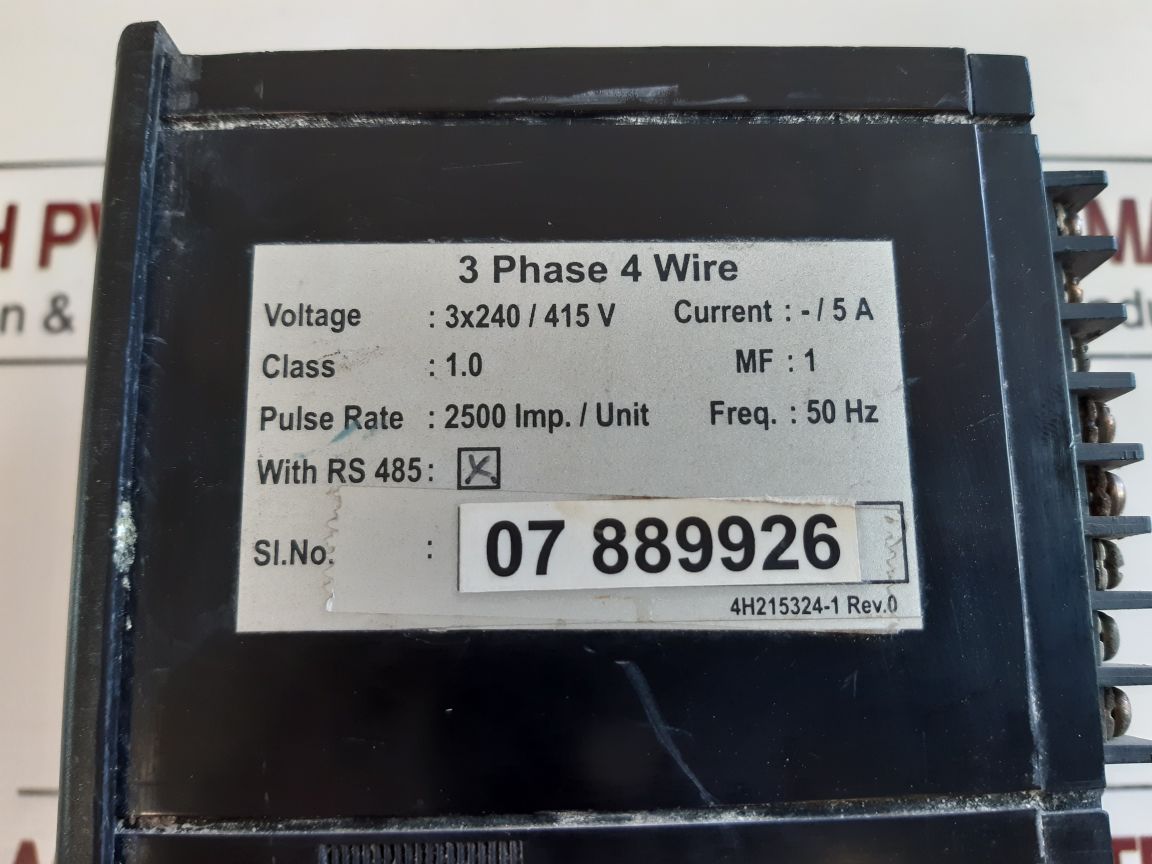 3 Phase 4 Wire
Voltage : 3x240 / 415 V Current : - / 5 A
Class : 1.0 MF : 1
Pulse Rate : 2500 Imp. / Unit Freq. : 50 Hz
With RS 485 : X
Sl.No. : 07 889926
4H215324-1 Rev.0
H PV
n &